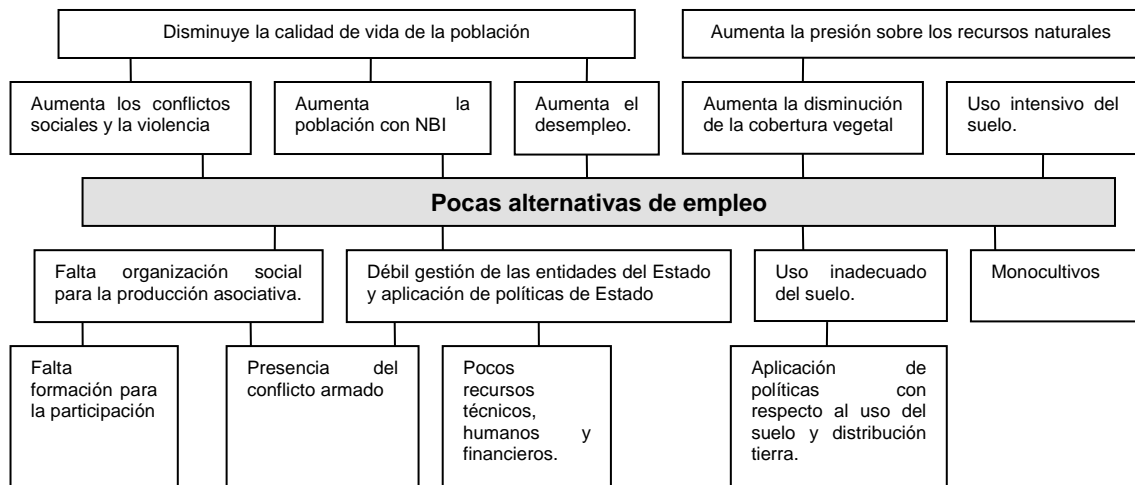 Disminuye la calidad de vida de la población
Aumenta la presión sobre los recursos naturales
Aumenta los conflictos
sociales y la violencia
Aumenta la
población con NBI
Aumenta el
desempleo.
Aumenta la disminución
de la cobertura vegetal
Uso intensivo del
suelo.
Pocas alternativas de empleo
Falta organización social
para la producción asociativa.
Débil gestión de las entidades del Estado
y aplicación de políticas de Estado
Uso inadecuado
del suelo.
Monocultivos
Falta
formación para
la participación
Presencia del
conflicto armado
Pocos
recursos
técnicos,
humanos y
financieros.
Aplicación de
políticas con
respecto al uso del
suelo y distribución
tierra.